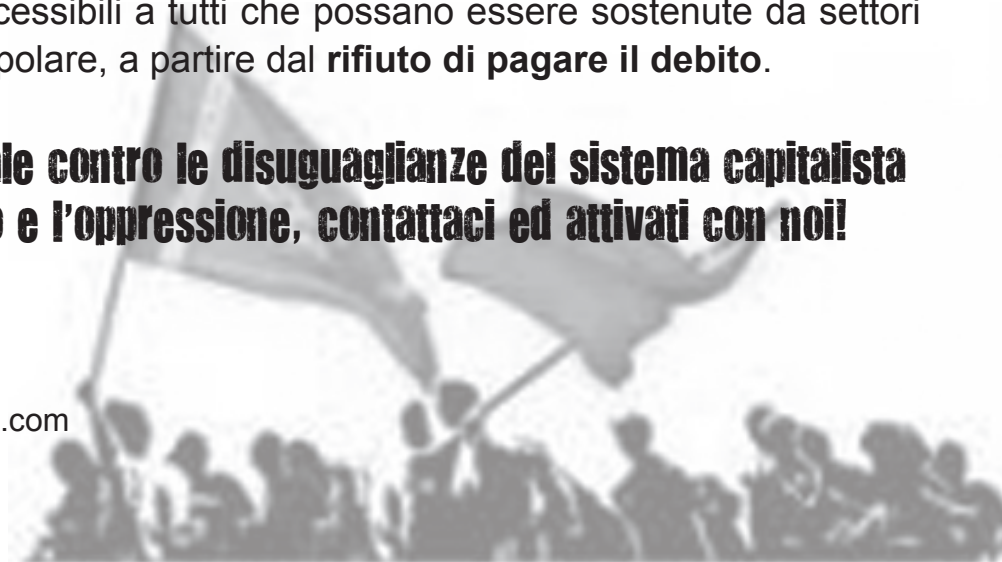 cessibili a tutti che possano essere sostenute da settori
polare, a partire dal rifiuto di pagare il debito.
le contro le disuguaglianze del sistema capitalista
e l'oppressione, contattaci ed attivati con noi!
.com